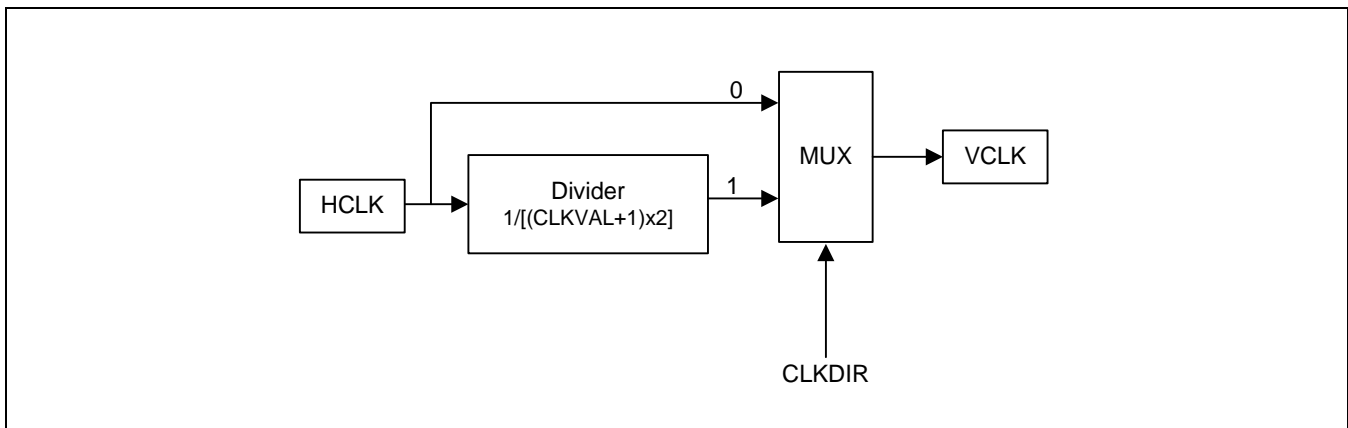 0
MUX
VCLK
HCLK
Divider
1/[(CLKVAL+1)x2]
1
CLKDIR